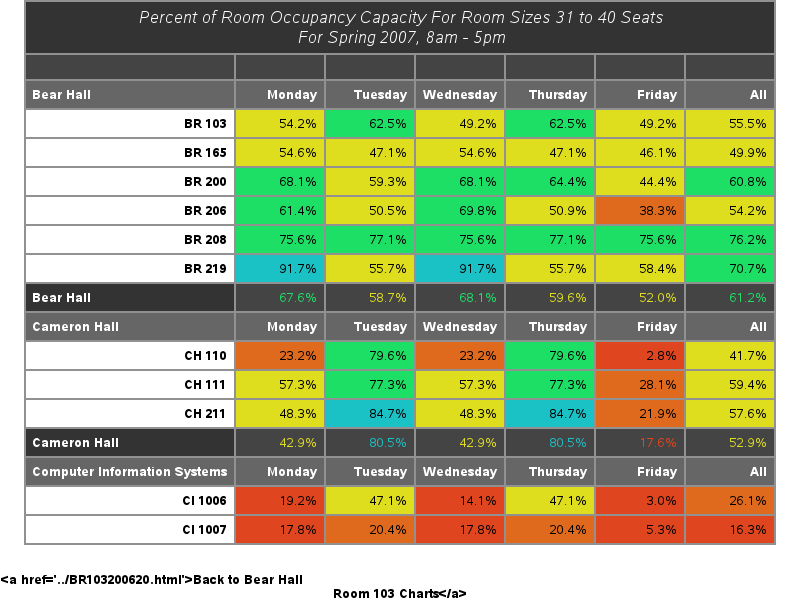 Percent of Room Occupancy Capacity For Room Sizes 31 to 40 Seats
For Spring 2007, 8am - 5pm
Bear Hall Monday Tuesday Wednesday Thursday Friday All
BR 103 54.2% 62.5% 49.2% 62.5% 49.2% 55.5%
BR 165 54.6% 47.1% 54.6% 47.1% 46.1% 49.9%
BR 200 68.1% 59.3% 68.1% 64.4% 44.4% 60.8%
BR 206 61.4% 50.5% 69.8% 50.9% 38.3% 54.2%
BR 208 75.6% 77.1% 75.6% 77.1% 75.6% 76.2%
BR 219 91.7% 55.7% 91.7% 55.7% 58.4% 70.7%
Bear Hall 67.6% 58.7% 68.1% 59.6% 52.0% 61.2%
Cameron Hall Monday Tuesday Wednesday Thursday Friday All
CH 110 23.2% 79.6% 23.2% 79.6% 2.8% 41.7%
CH 111 57.3% 77.3% 57.3% 77.3% 28.1% 59.4%
CH 211 48.3% 84.7% 48.3% 84.7% 21.9% 57.6%
Cameron Hall 42.9% 80.5% 42.9% 80.5% 17.6% 52.9%
Computer Information Systems Monday Tuesday Wednesday Thursday Friday All
CI 1006 19.2% 47.1% 14.1% 47.1% 3.0% 26.1%
CI 1007 17.8% 20.4% 17.8% 20.4% 5.3% 16.3%
<a href='../BR103200620.html'>Back to Bear Hall
Room 103 Charts</a>